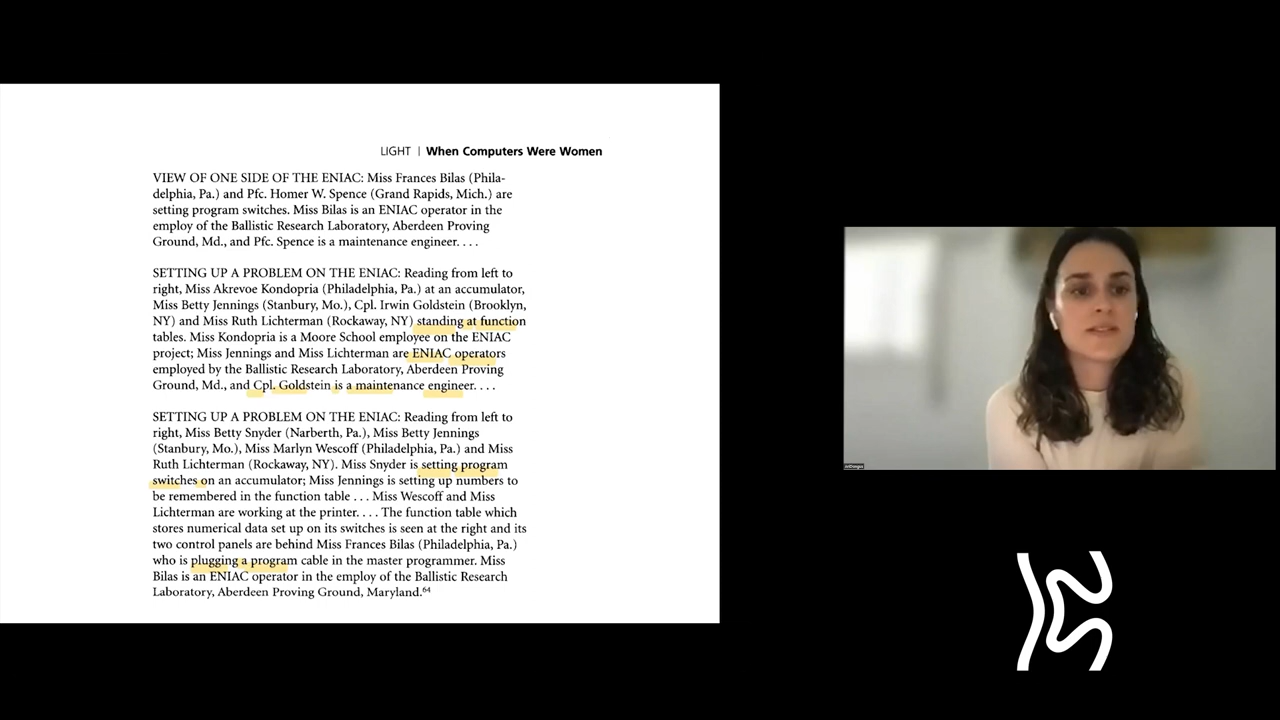 LIGHT | When Computers Were Women
VIEW OF ONE SIDE OF THE ENIAC: Miss Frances Bilas (Phila-
delphia, Pa.) and Pfc. Homer W. Spence (Grand Rapids, Mich.) are
setting program switches. Miss Bilas is an ENIAC operator in the
employ of the Ballistic Research Laboratory, Aberdeen Proving
Ground, Md., and Pfc. Spence is a maintenance engineer. . . .
SETTING UP A PROBLEM ON THE ENIAC: Reading from left to
right, Miss Akrevoe Kondopria (Philadelphia, Pa.) at an accumulator,
Miss Betty Jennings (Stanbury, Mo.), Cpl. Irwin Goldstein (Brooklyn,
NY) and Miss Ruth Lichterman (Rockaway, NY) standing at function
tables. Miss Kondopria is a Moore School employee on the ENIAC
project; Miss Jennings and Miss Lichterman are ENIAC operators
employed by the Ballistic Research Laboratory, Aberdeen Proving
Ground, Md., and Cpl. Goldstein is a maintenance engineer. . . .
SETTING UP A PROBLEM ON THE ENIAC: Reading from left to
right, Miss Betty Snyder (Narberth, Pa.), Miss Betty Jennings
(Stanbury, Mo.), Miss Marlyn Wescoff (Philadelphia, Pa.) and Miss
Ruth Lichterman (Rockaway, NY). Miss Snyder is setting program
switches on an accumulator; Miss Jennings is setting up numbers to
be remembered in the function table . . . Miss Wescoff and Miss
Lichterman are working at the printer. . . . The function table which
stores numerical data set up on its switches is seen at the right and its
two control panels are behind Miss Frances Bilas (Philadelphia, Pa.)
who is plugging a program cable in the master programmer. Miss
Bilas is an ENIAC operator in the employ of the Ballistic Research
Laboratory, Aberdeen Proving Ground, Maryland.⁶⁴